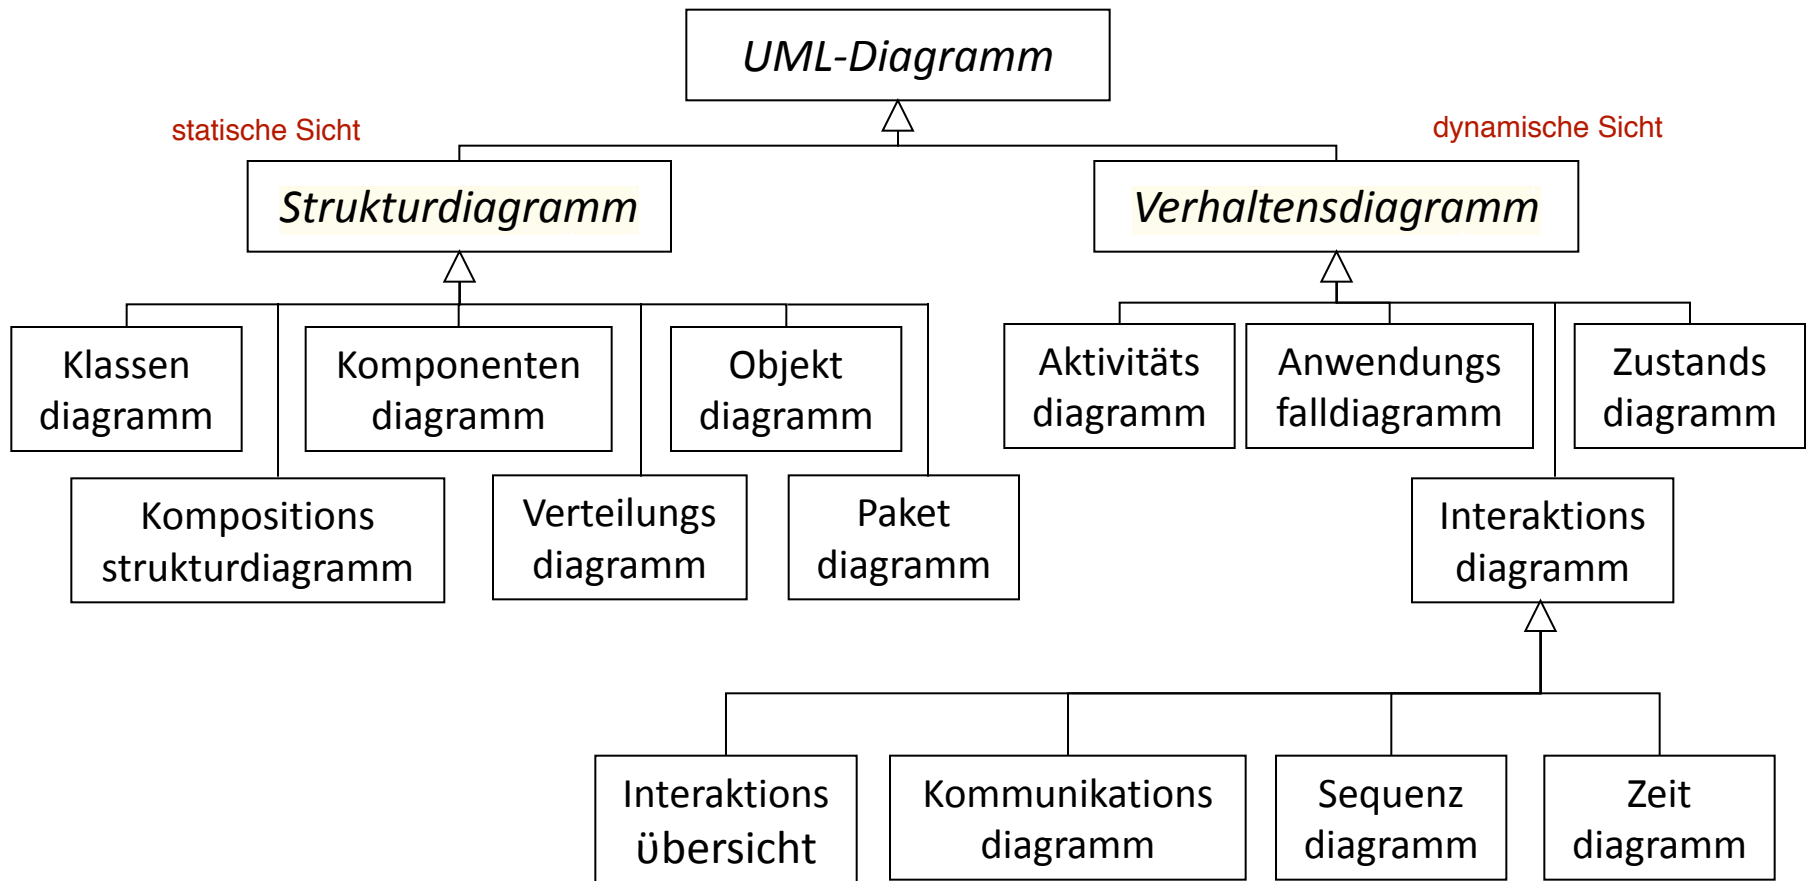 UML-Diagramm
statische Sicht
dynamische Sicht
Strukturdiagramm
Verhaltensdiagramm
Klassen
diagramm
Komponenten
diagramm
Objekt
diagramm
Aktivitäts
diagramm
Anwendungs
falldiagramm
Zustands
diagramm
Kompositions
strukturdiagramm
Verteilungs
diagramm
Paket
diagramm
Interaktions
diagramm
Interaktions
übersicht
Kommunikations
diagramm
Sequenz
diagramm
Zeit
diagramm